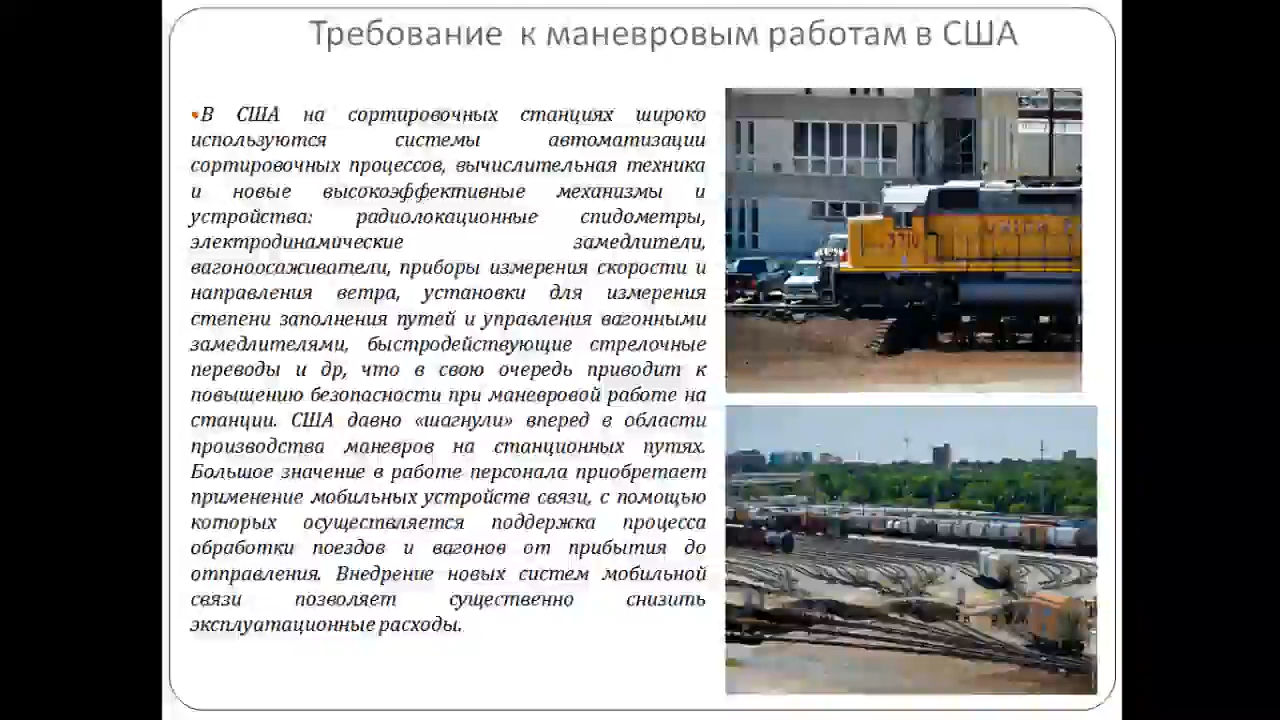 Требование к маневровым работам в США
•В США на сортировочных станциях широко
используются системы автоматизации
сортировочных процессов, вычислительная техника
и новые высокоэффективные механизмы и
устройства: радиолокационные спидометры,
электродинамические замедлители,
вагоноосаживатели, приборы измерения скорости и
направления ветра, установки для измерения
степени заполнения путей и управления вагонными
замедлителями, быстродействующие стрелочные
переводы и др, что в свою очередь приводит к
повышению безопасности при маневровой работе на
станции. США давно «шагнули» вперед в области
производства маневров на станционных путях.
Большое значение в работе персонала приобретает
применение мобильных устройств связи, с помощью
которых осуществляется поддержка процесса
обработки поездов и вагонов от прибытия до
отправления. Внедрение новых систем мобильной
связи позволяет существенно снизить
эксплуатационные расходы.